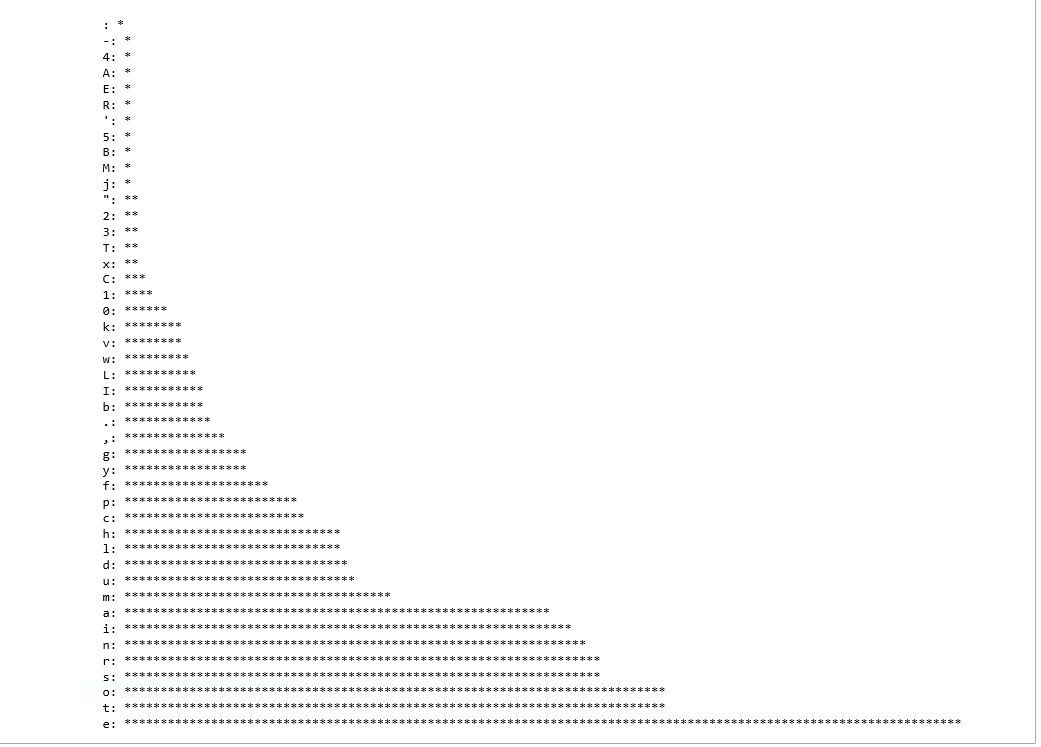 : *
-: *
4: *
A: *
E: *
R: *
': *
5: *
B: *
M: *
j: *
": **
2: **
3: **
T: **
x: **
C: ***
1: ****
0: ******
k: ********
v: ********
w: *********
L: **********
I: ***********
b: ***********
.: ************
,: **************
g: *****************
y: *****************
f: ********************
p: ************************
c: *************************
h: ******************************
l: ******************************
d: *******************************
u: ********************************
m: *************************************
a: ***********************************************************
i: **************************************************************
n: ****************************************************************
r: ******************************************************************
s: ******************************************************************
o: ***************************************************************************
t: ***************************************************************************
e: ********************************************************************************************************************